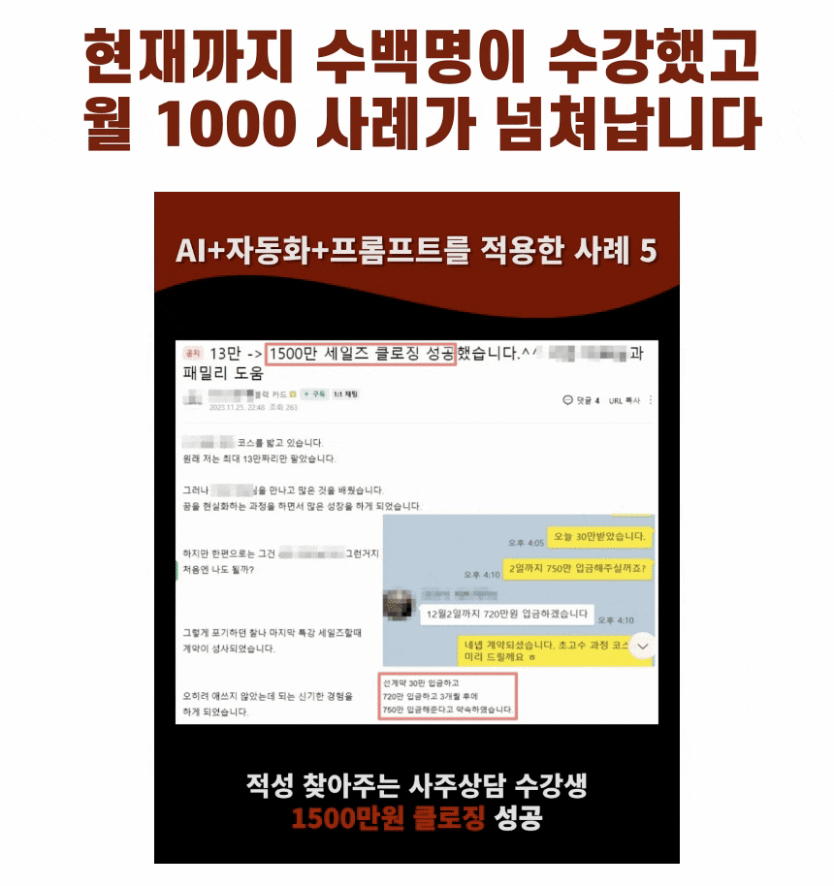 현재까지 수백명이 수강했고
월 1000 사례가 넘쳐납니다
AI+자동화+프롬프트를 적용한 사례 5
공지 13만 -> 1500만 세일즈 클로징 성공했습니다.^^ 과
패밀리 도움
블랙 카드 + 구독 1:1 채팅
2023.11.25. 22:48 조회 263
댓글 4 URL 복사
코스를 밟고 있습니다.
원래 저는 최대 13만짜리만 팔았습니다.
그러나 님을 만나고 많은 것을 배웠습니다.
꿈을 현실화하는 과정을 하면서 많은 성장을 하게 되었습니다.
하지만 한편으로는 그건 그런거지
처음엔 나도 될까?
그렇게 포기하던 찰나 마지막 특강 세일즈할때
계약이 성사되었습니다.
오히려 애쓰지 않았는데 되는 신기한 경험을
하게 되었습니다.
오후 4:05 오늘 30만받았습니다.
오후 4:10 2일까지 750만 입금해주실꺼죠?
12월2일까지 720만원 입금하겠습니다
오후 4:10
네넵 계약되셨습니다. 초고수 과정 코스
미리 드릴께요 ㅎ
선계약 30만 입금하고
720만 입금하고 3개월 후에
750만 입금해준다고 약속하였습니다.
적성 찾아주는 사주상담 수강생
1500만원 클로징 성공